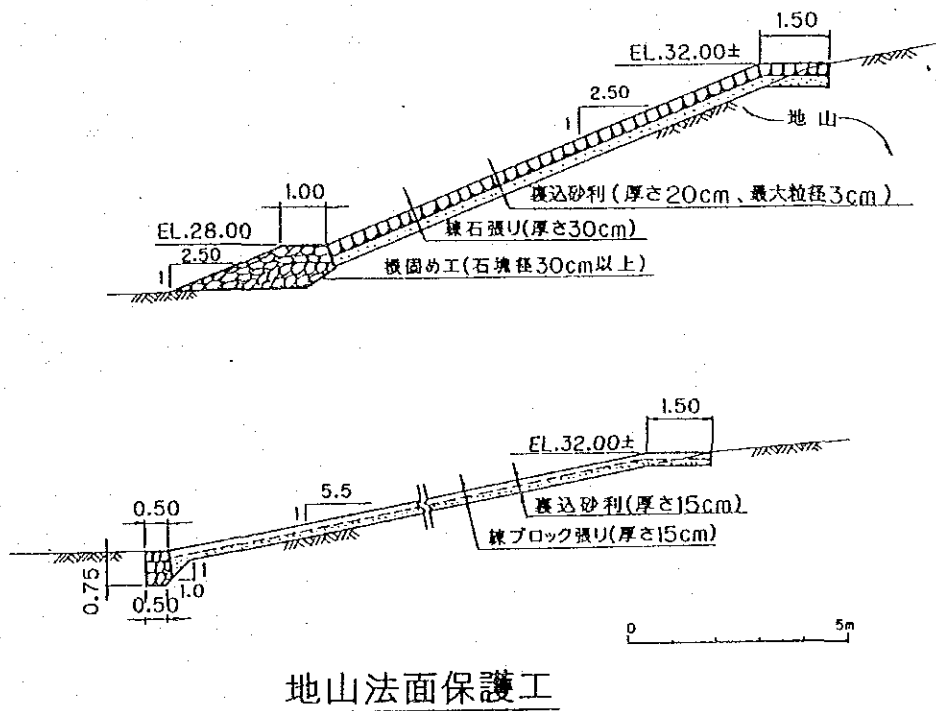 1.50
EL.32.00±
2.50
1
地山
裏込砂利(厚さ20cm、最大粒径3cm)
1.00
練石張り(厚さ30cm)
EL.28.00
2.50
1
根固め工(石塊径30cm以上)
1.50
EL.32.00±
5.5
1
裏込砂利(厚さ15cm)
0.50
練ブロック張り(厚さ15cm)
0.75
1
1.0
0.50
0
5m
地山法面保護工